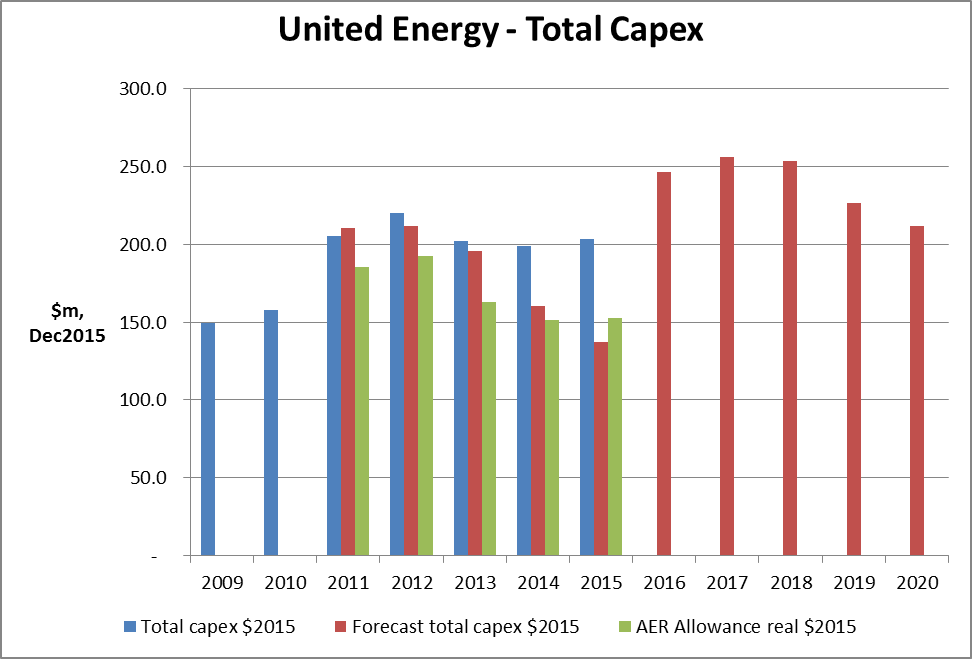 United Energy - Total Capex
300.0
250.0
200.0
$m,
Dec2015
150.0
100.0
50.0
-
2009 2010 2011 2012 2013 2014 2015 2016 2017 2018 2019 2020
Total capex $2015 Forecast total capex $2015 AER Allowance real $2015